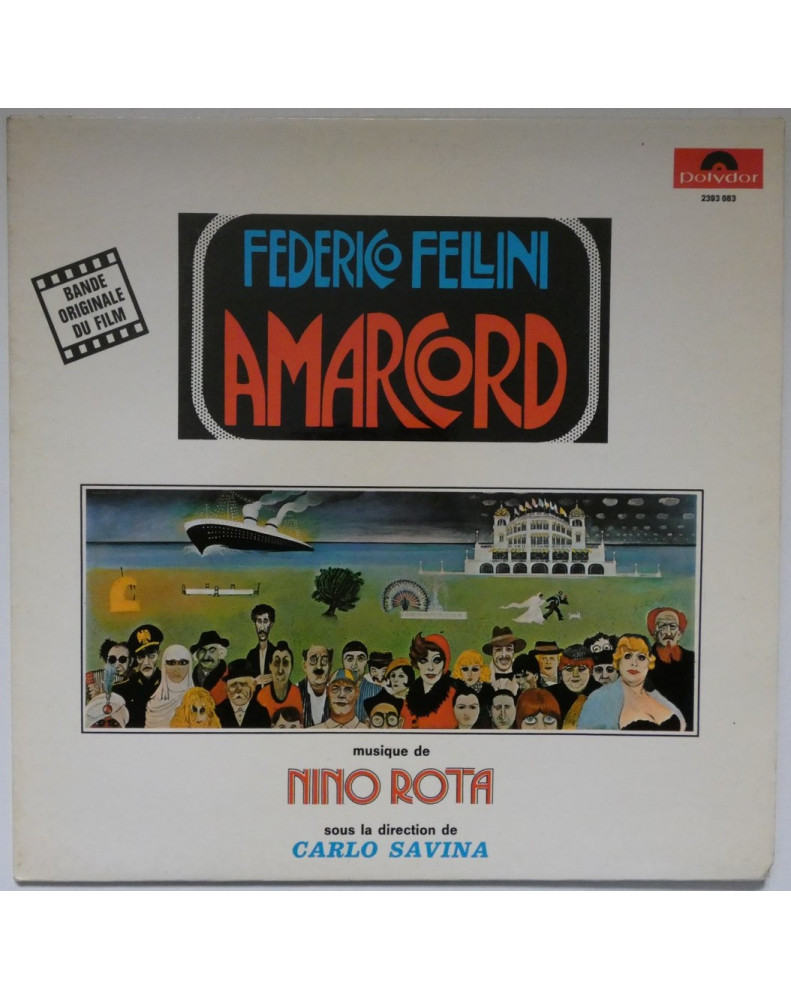 polydor
2393 083
FEDERICO FELLINI
AMARCORD
BANDE
ORIGINALE
DU FILM
musique de
NINO ROTA
sous la direction de
CARLO SAVINA